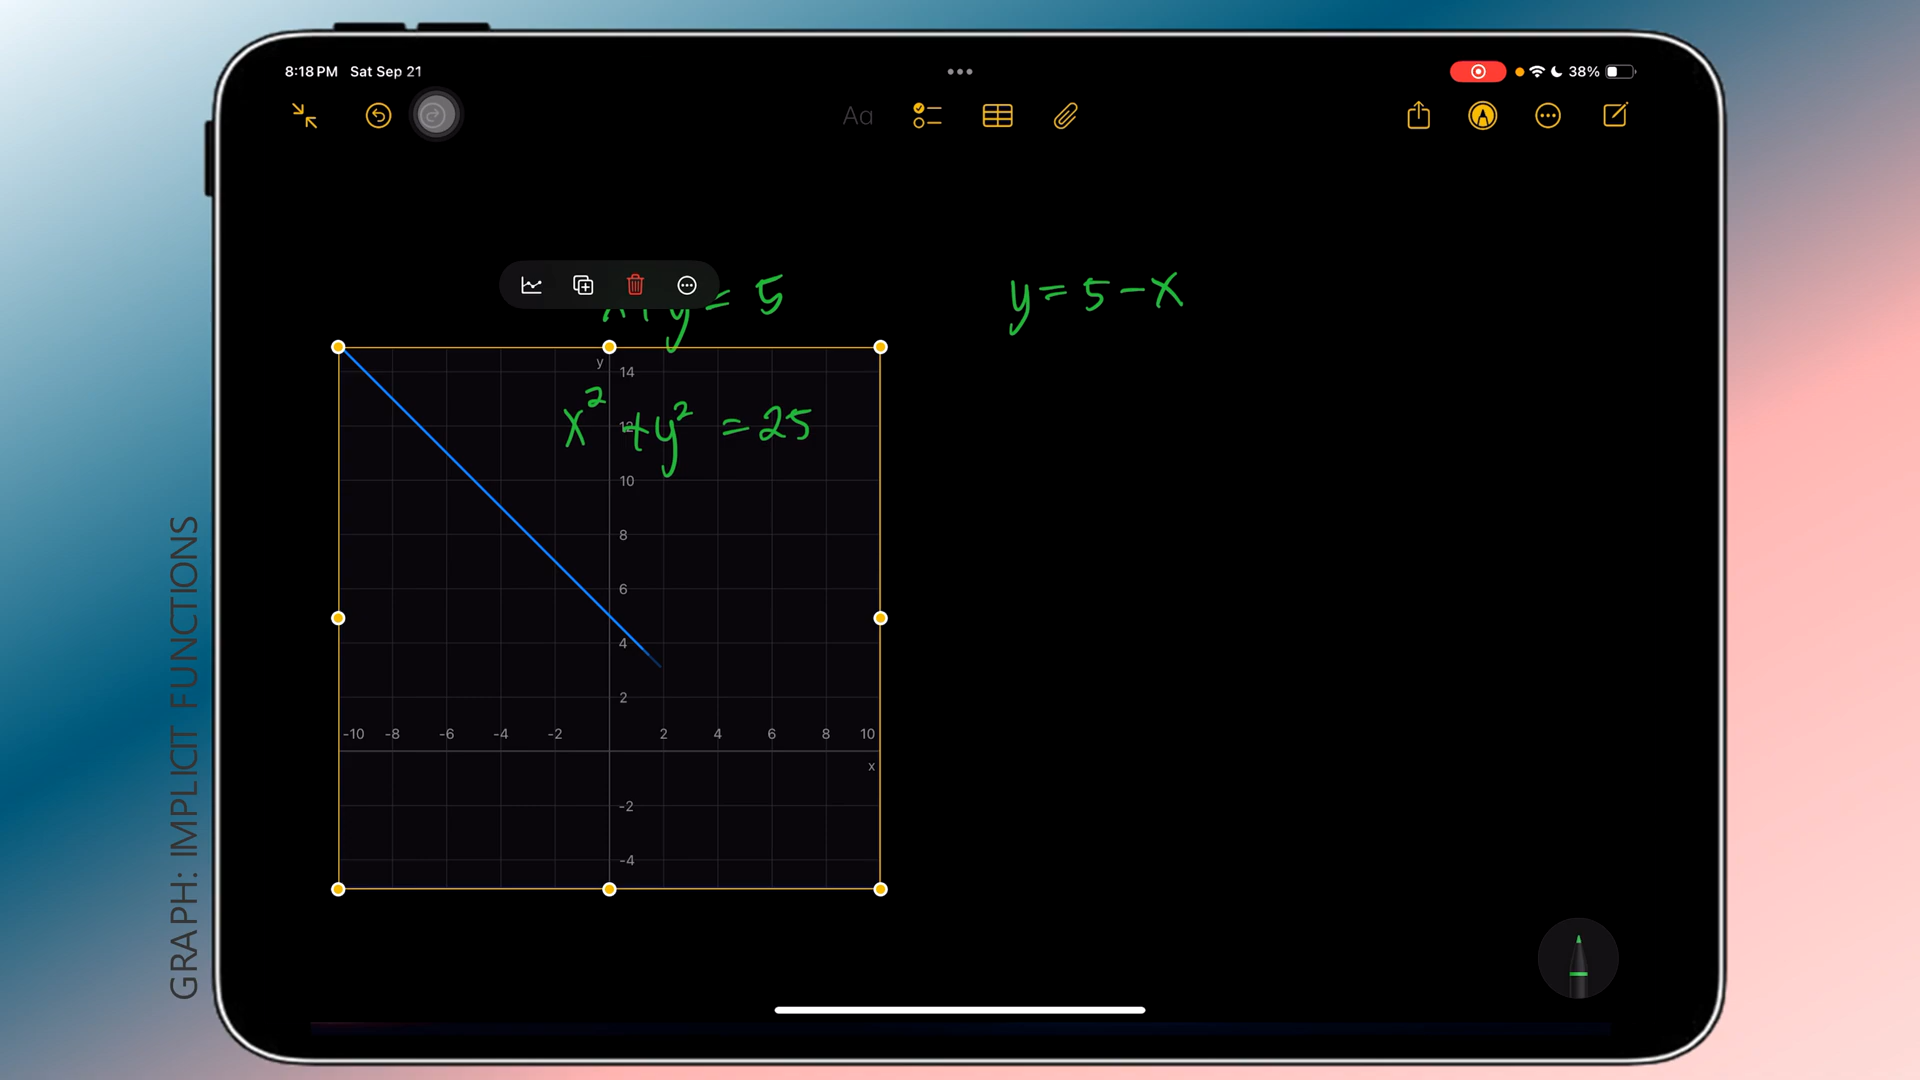 8:18 PM Sat Sep 21
38%
Aa
x+y = 5
y = 5 - x
y
14
x² + y² = 25
12
10
8
6
4
2
-10 -8 -6 -4 -2 2 4 6 8 10
x
-2
-4
GRAPH: IMPLICIT FUNCTIONS